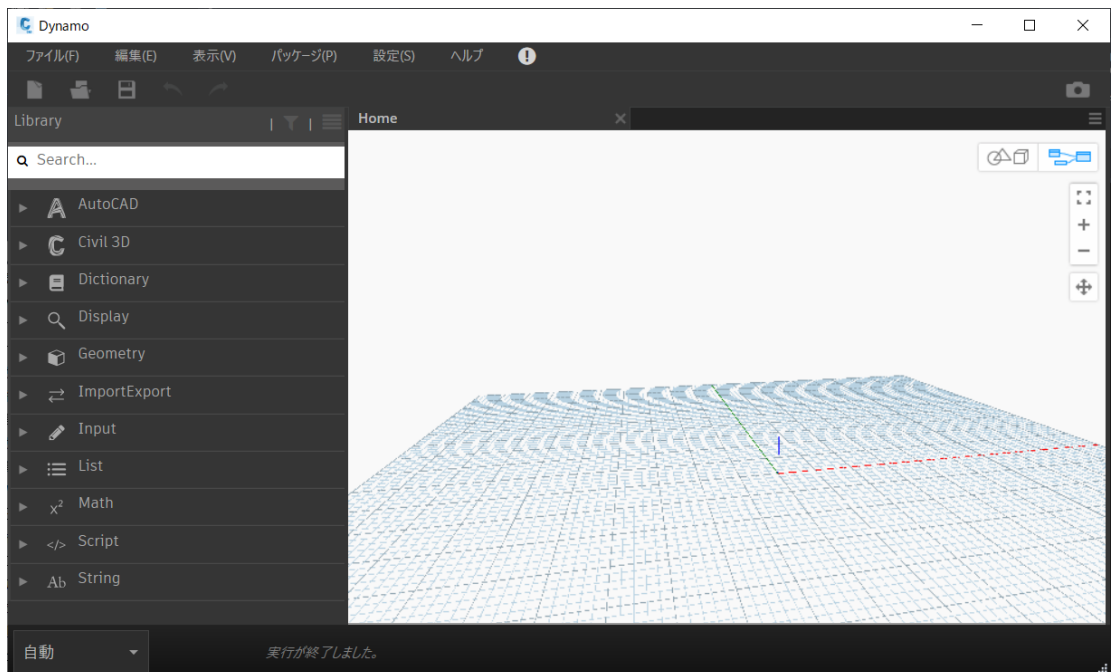 Dynamo
ファイル(F) 編集(E) 表示(V) パッケージ(P) 設定(S) ヘルプ
Library
Home
Search...
AutoCAD
Civil 3D
Dictionary
Display
Geometry
ImportExport
Input
List
Math
Script
String
自動
実行が終了しました。